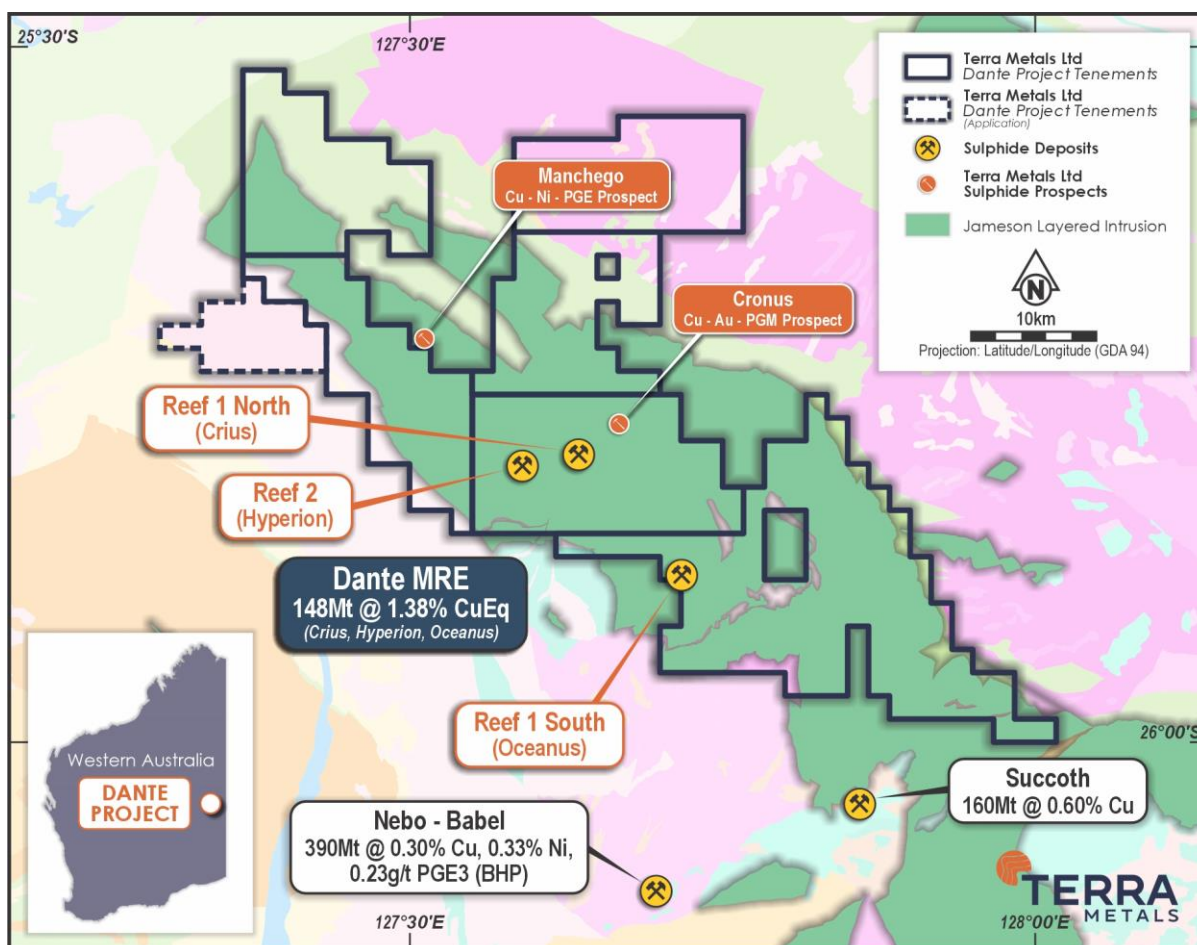 25°30'S
127°30'E
Terra Metals Ltd
Dante Project Tenements
Terra Metals Ltd
Dante Project Tenements
(Application)
Sulphide Deposits
Terra Metals Ltd
Sulphide Prospects
Jameson Layered Intrusion
N
10km
Projection: Latitude/Longitude (GDA 94)
Manchego
Cu - Ni - PGE Prospect
Cronus
Cu - Au - PGM Prospect
Reef 1 North
(Crius)
Reef 2
(Hyperion)
Dante MRE
148Mt @ 1.38% CuEq
(Crius, Hyperion, Oceanus)
Reef 1 South
(Oceanus)
26°00'S
Western Australia
DANTE
PROJECT
Succoth
160Mt @ 0.60% Cu
Nebo - Babel
390Mt @ 0.30% Cu, 0.33% Ni,
0.23g/t PGE3 (BHP)
127°30'E
128°00'E
TERRA
METALS